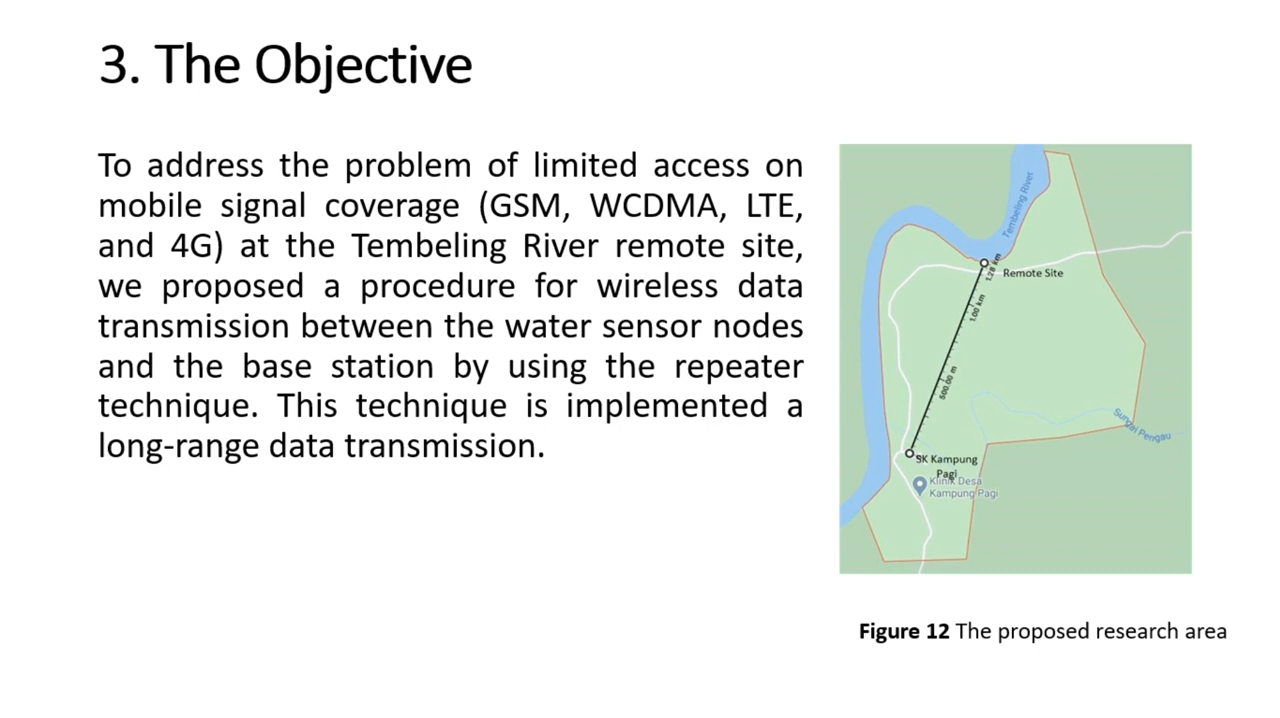 3. The Objective
To address the problem of limited access on
mobile signal coverage (GSM, WCDMA, LTE,
and 4G) at the Tembeling River remote site,
we proposed a procedure for wireless data
transmission between the water sensor nodes
and the base station by using the repeater
technique. This technique is implemented a
long-range data transmission.
Tembeling River
1.28 km
Remote Site
1.00 km
500.00 m
Sungai Pengau
SK Kampung
Pagi
Klinik Desa
Kampung Pagi
Figure 12 The proposed research area